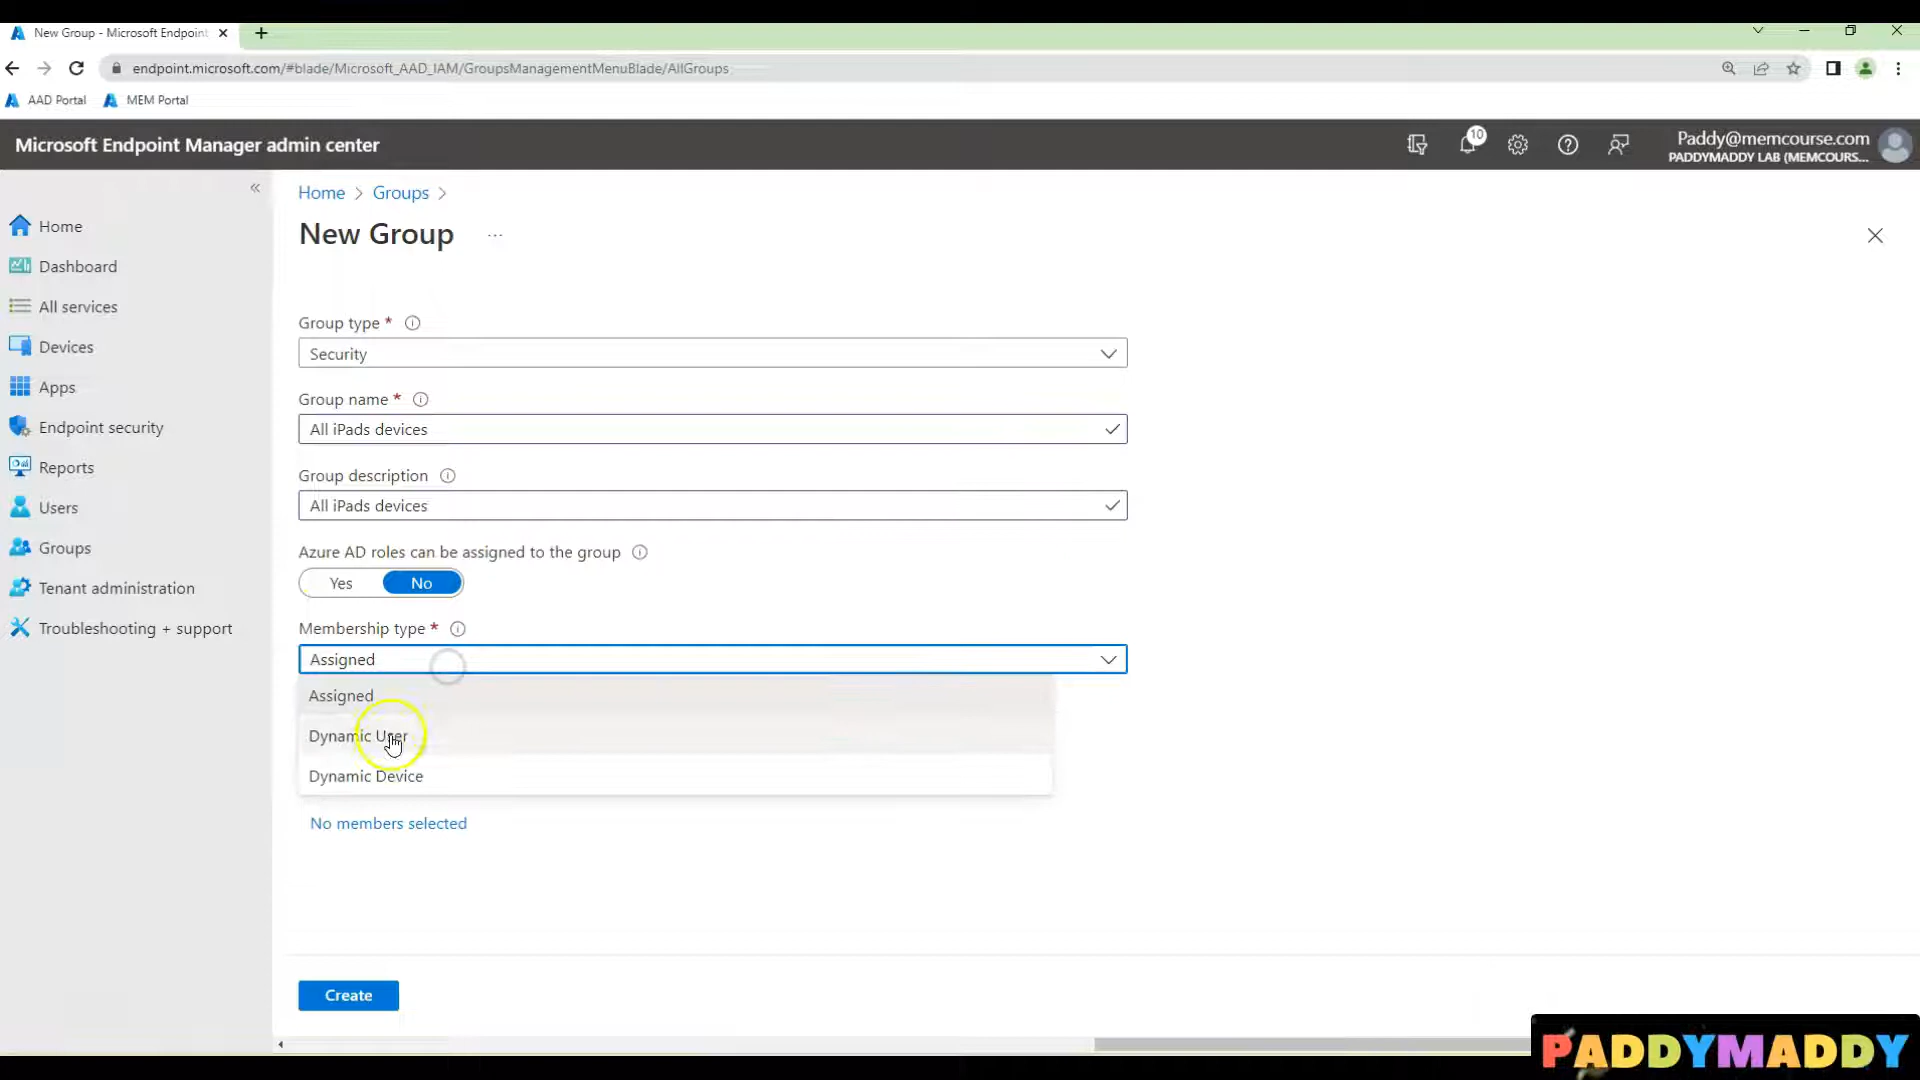 New Group - Microsoft Endpoint
endpoint.microsoft.com/#blade/Microsoft_AAD_IAM/GroupsManagementMenuBlade/AllGroups
AAD Portal
MEM Portal
Microsoft Endpoint Manager admin center
10
Paddy@memcourse.com
PADDYMADDY LAB (MEMCOURS...
Home
Dashboard
All services
Devices
Apps
Endpoint security
Reports
Users
Groups
Tenant administration
Troubleshooting + support
Home > Groups >
New Group ...
Group type *
Security
Group name *
All iPads devices
Group description
All iPads devices
Azure AD roles can be assigned to the group
Yes No
Membership type *
Assigned
Assigned
Dynamic User
Dynamic Device
No members selected
Create
PADDYMADDY